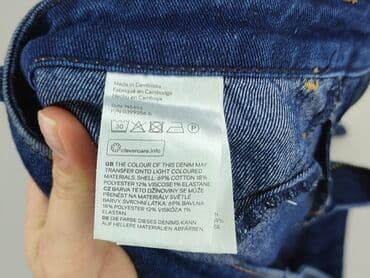 Made in Cambodia
Fabriqué en Cambodge
Hecho en Camboya
30
clevercare.info
GB THE COLOUR OF THIS DENIM MAY
TRANSFER ONTO LIGHT COLOURED
MATERIALS. SHELL: 69% COTTON 18%
POLYESTER 12% VISCOSE 1% ELASTANE
CZ BARVA TÉTO DŽÍNOVINY SE MŮŽE
PŘENÉST NA MATERIÁLY SVĚTLÉ
BARVY. SVRCHNÍ LÁTKA: 69% BAVLNA
18% POLYESTER 12% VISKÓZA 1%
ELASTAN
DE DIE FARBE DIESES DENIMS KANN
AUF HELLERE MATERIALIEN ABFÄRBEN.